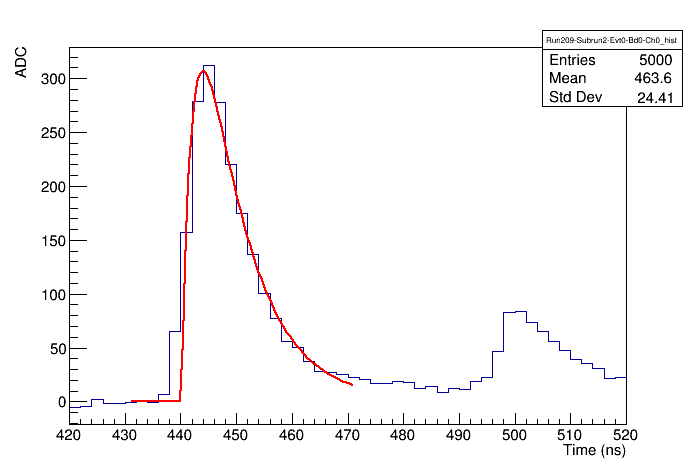 Run209-Subrun2-Evt0-Bd0-Ch0_hist
Entries 5000
Mean 463.6
Std Dev 24.41
ADC
300
250
200
150
100
50
0
420 430 440 450 460 470 480 490 500 510 520
Time (ns)